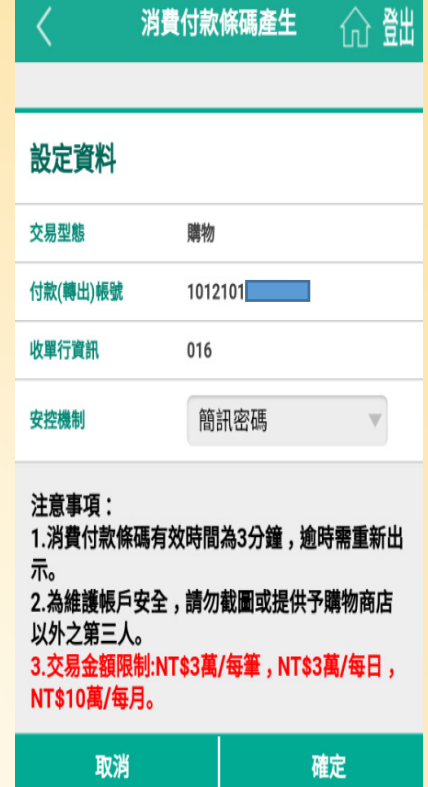 消費付款條碼產生 登出
設定資料
交易型態 購物
付款(轉出)帳號 1012101
收單行資訊 016
安控機制 簡訊密碼
注意事項：
1.消費付款條碼有效時間為3分鐘，逾時需重新出
示。
2.為維護帳戶安全，請勿截圖或提供予購物商店
以外之第三人。
3.交易金額限制:NT$3萬/每筆，NT$3萬/每日，
NT$10萬/每月。
取消 確定